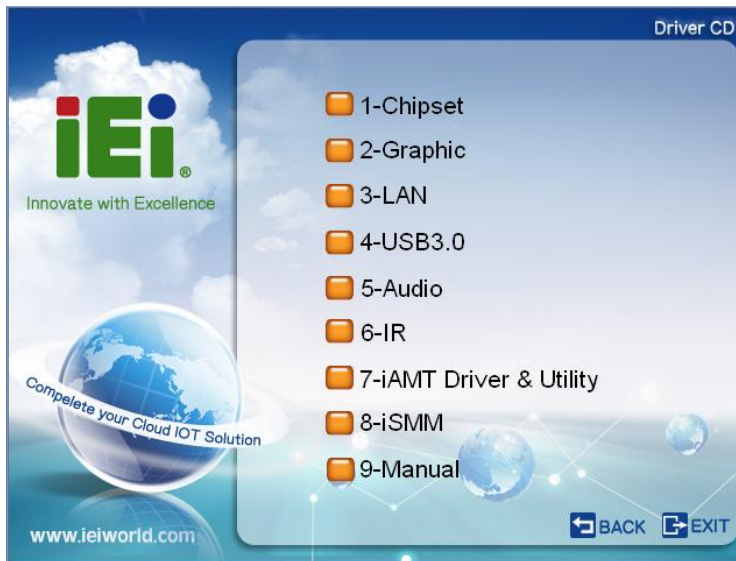 Driver CD
iEi®
Innovate with Excellence
1-Chipset
2-Graphic
3-LAN
4-USB3.0
5-Audio
6-IR
7-iAMT Driver & Utility
8-iSMM
9-Manual
Compelete your Cloud IOT Solution
www.ieiworld.com
BACK
EXIT